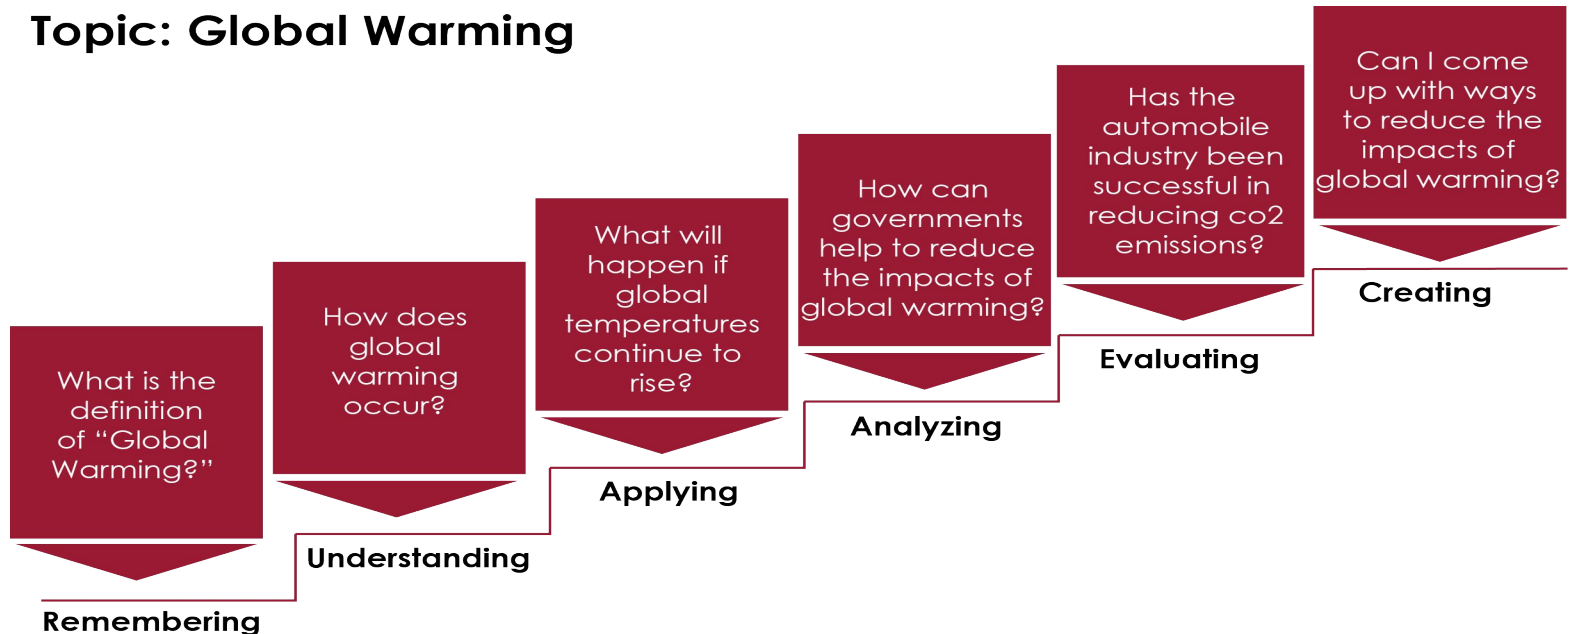 Topic: Global Warming
What is the
definition
of “Global
Warming?”
Remembering
How does
global
warming
occur?
Understanding
What will
happen if
global
temperatures
continue to
rise?
Applying
How can
governments
help to reduce
the impacts of
global warming?
Analyzing
Has the
automobile
industry been
successful in
reducing co2
emissions?
Evaluating
Can I come
up with ways
to reduce the
impacts of
global warming?
Creating